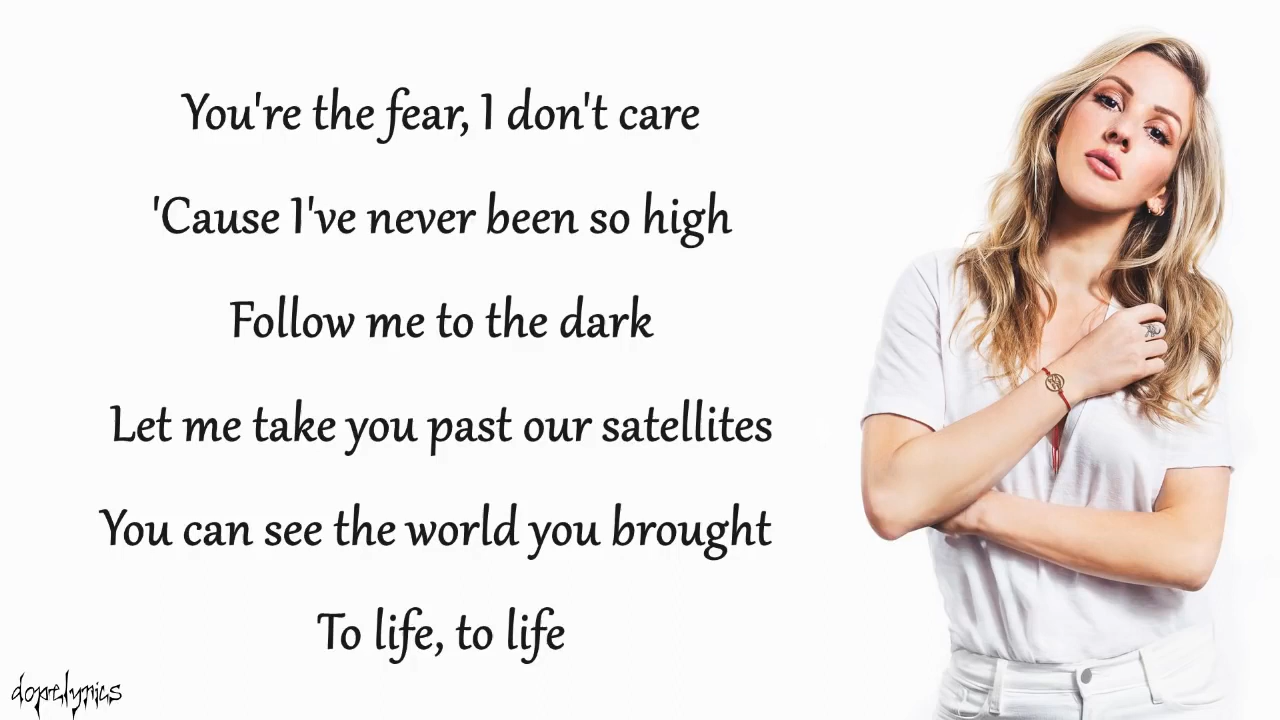 You're the fear, I don't care
'Cause I've never been so high
Follow me to the dark
Let me take you past our satellites
You can see the world you brought
To life, to life
dopelyrics